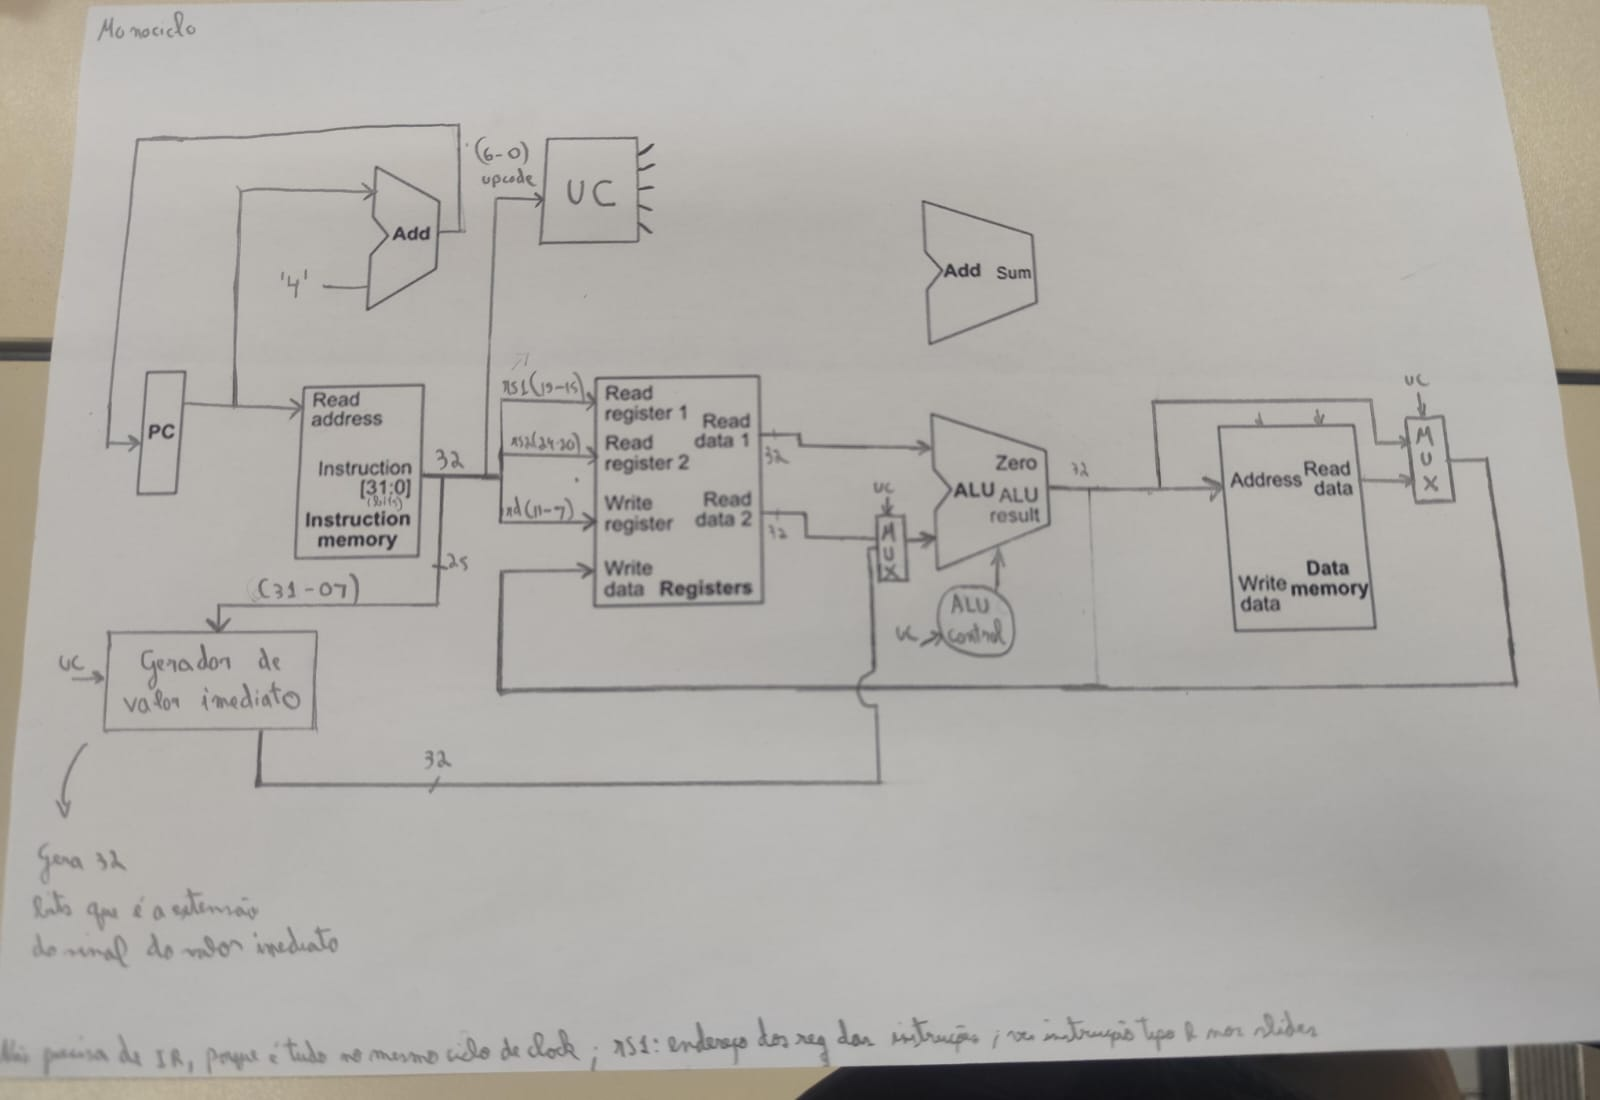 Monociclo
(6-0)
upcode
UC
Add
'4'
Add Sum
PC
Read
address
Instruction
[31:0]
(bits)
Instruction
memory
32
25
(31-07)
rs1(19-15)
rs2(24-20)
rd(11-7)
Read
register 1
Read
data 1
Read
register 2
Write
register
Read
data 2
Write
data
Registers
32
32
UC
MUX
Zero
ALU ALU
result
32
ALU
control
UC
Address
Read
data
Write
data
Data
memory
UC
MUX
UC
Gerador de
valor imediato
32
Gera 32
bits que é a extensão
do sinal do valor imediato
Não precisa de IR, porque é tudo no mesmo ciclo de clock ; rs1: endereço dos reg das instruções ; ver instrução tipo R nos slides